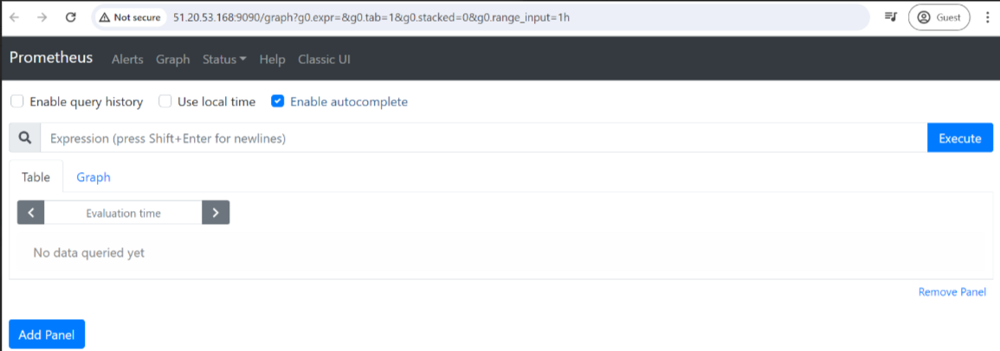 Not secure 51.20.53.168:9090/graph?g0.expr=&g0.tab=1&g0.stacked=0&g0.range_input=1h Guest
Prometheus Alerts Graph Status Help Classic UI
Enable query history Use local time Enable autocomplete
Expression (press Shift+Enter for newlines) Execute
Table Graph
Evaluation time
No data queried yet
Remove Panel
Add Panel